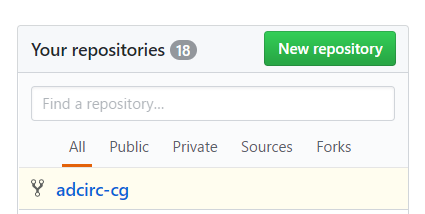 Your repositories 18 New repository
Find a repository...
All Public Private Sources Forks
adcirc-cg